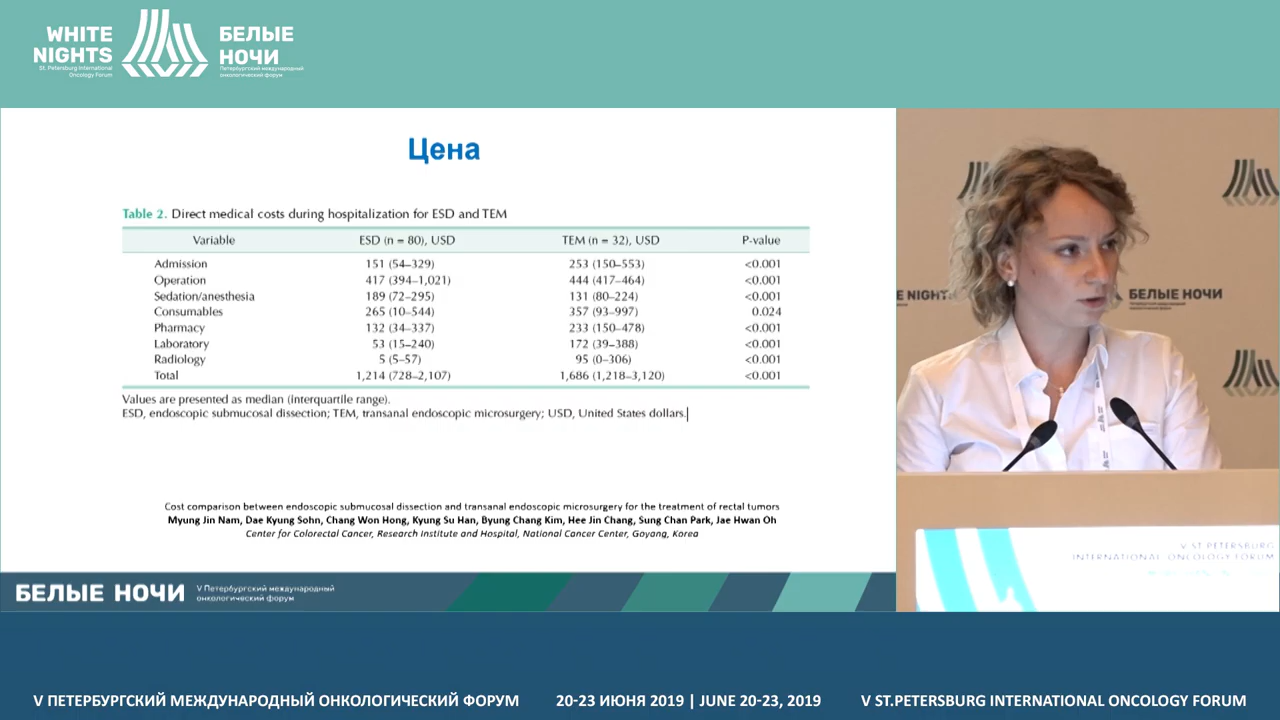 WHITE
NIGHTS
St. Petersburg International
Oncology Forum
БЕЛЫЕ
НОЧИ
Петербургский международный
онкологический форум
Цена
Table 2. Direct medical costs during hospitalization for ESD and TEM
Variable ESD (n = 80), USD TEM (n = 32), USD P-value
Admission 151 (54–329) 253 (150–553) <0.001
Operation 417 (394–1,021) 444 (417–464) <0.001
Sedation/anesthesia 189 (72–295) 131 (80–224) <0.001
Consumables 265 (10–544) 357 (93–997) 0.024
Pharmacy 132 (34–337) 233 (150–478) <0.001
Laboratory 53 (15–240) 172 (39–388) <0.001
Radiology 5 (5–57) 95 (0–306) <0.001
Total 1,214 (728–2,107) 1,686 (1,218–3,120) <0.001
Values are presented as median (interquartile range).
ESD, endoscopic submucosal dissection; TEM, transanal endoscopic microsurgery; USD, United States dollars.
Cost comparison between endoscopic submucosal dissection and transanal endoscopic microsurgery for the treatment of rectal tumors
Myung Jin Nam, Dae Kyung Sohn, Chang Won Hong, Kyung Su Han, Byung Chang Kim, Hee Jin Chang, Sung Chan Park, Jae Hwan Oh
Center for Colorectal Cancer, Research Institute and Hospital, National Cancer Center, Goyang, Korea
БЕЛЫЕ НОЧИ
V Петербургский международный
онкологический форум
БЕЛЫЕ НОЧИ
V ST.PETERSBURG
INTERNATIONAL ONCOLOGY FORUM
V ПЕТЕРБУРГСКИЙ МЕЖДУНАРОДНЫЙ ОНКОЛОГИЧЕСКИЙ ФОРУМ 20-23 ИЮНЯ 2019 | JUNE 20-23, 2019 V ST.PETERSBURG INTERNATIONAL ONCOLOGY FORUM